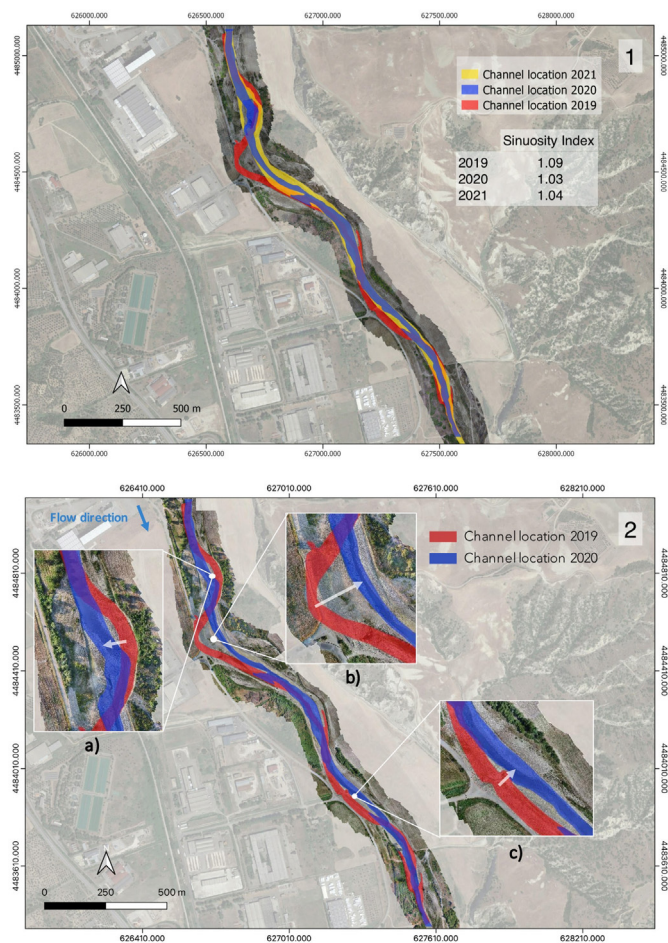 626000.000 626500.000 627000.000 627500.000 628000.000
1
4485000.000
4485000.000
Channel location 2021
Channel location 2020
Channel location 2019
Sinuosity Index
2019 1.09
2020 1.03
2021 1.04
4484500.000
4484500.000
4484000.000
4484000.000
4483500.000
4483500.000
0 250 500 m
626000.000 626500.000 627000.000 627500.000 628000.000
626410.000 627010.000 627610.000 628210.000
Flow direction
2
Channel location 2019
Channel location 2020
4484810.000
4484810.000
a)
b)
4484410.000
4484410.000
4484010.000
4484010.000
c)
4483610.000
4483610.000
0 250 500 m
626410.000 627010.000 627610.000 628210.000